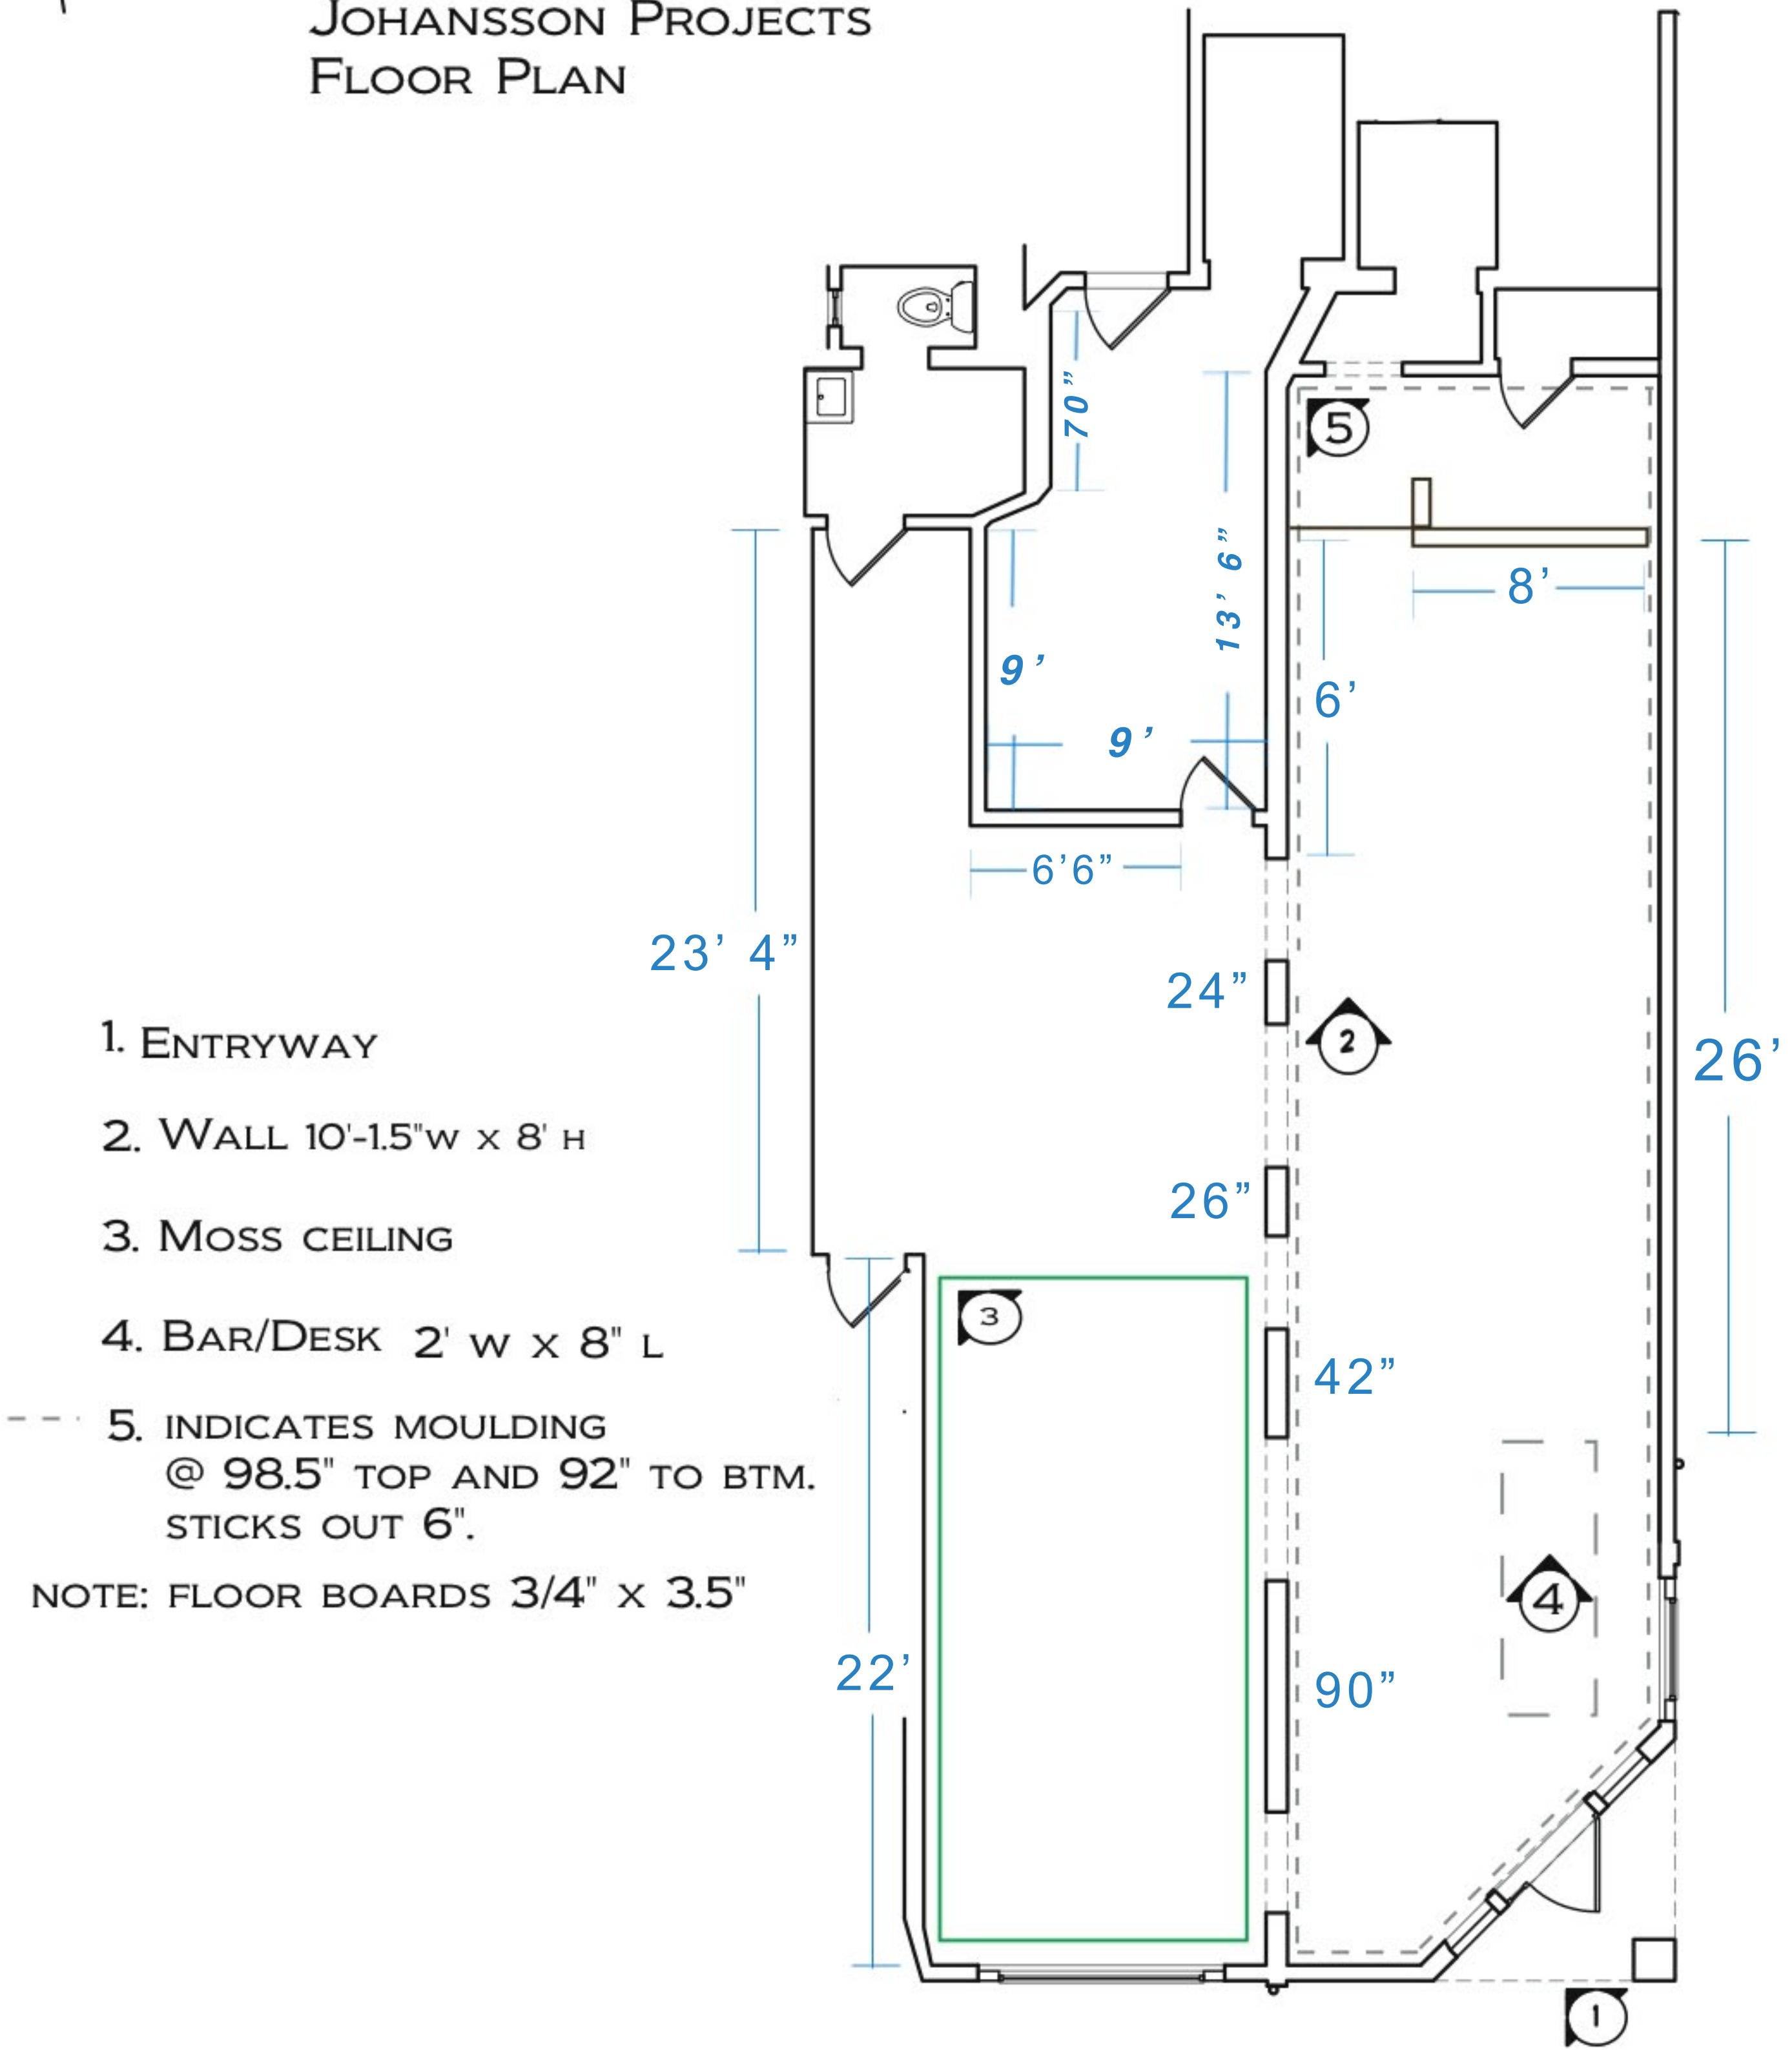 JOHANSSON PROJECTS
FLOOR PLAN
5
70”
13’ 6”
8’
9’
6’
9’
6’6”
23’ 4”
24”
2
26’
1. ENTRYWAY
2. WALL 10'-1.5"W X 8' H
26”
3. MOSS CEILING
3
4. BAR/DESK 2' W X 8" L
42”
5. INDICATES MOULDING
@ 98.5" TOP AND 92" TO BTM.
STICKS OUT 6".
NOTE: FLOOR BOARDS 3/4" X 3.5"
4
22’
90”
1